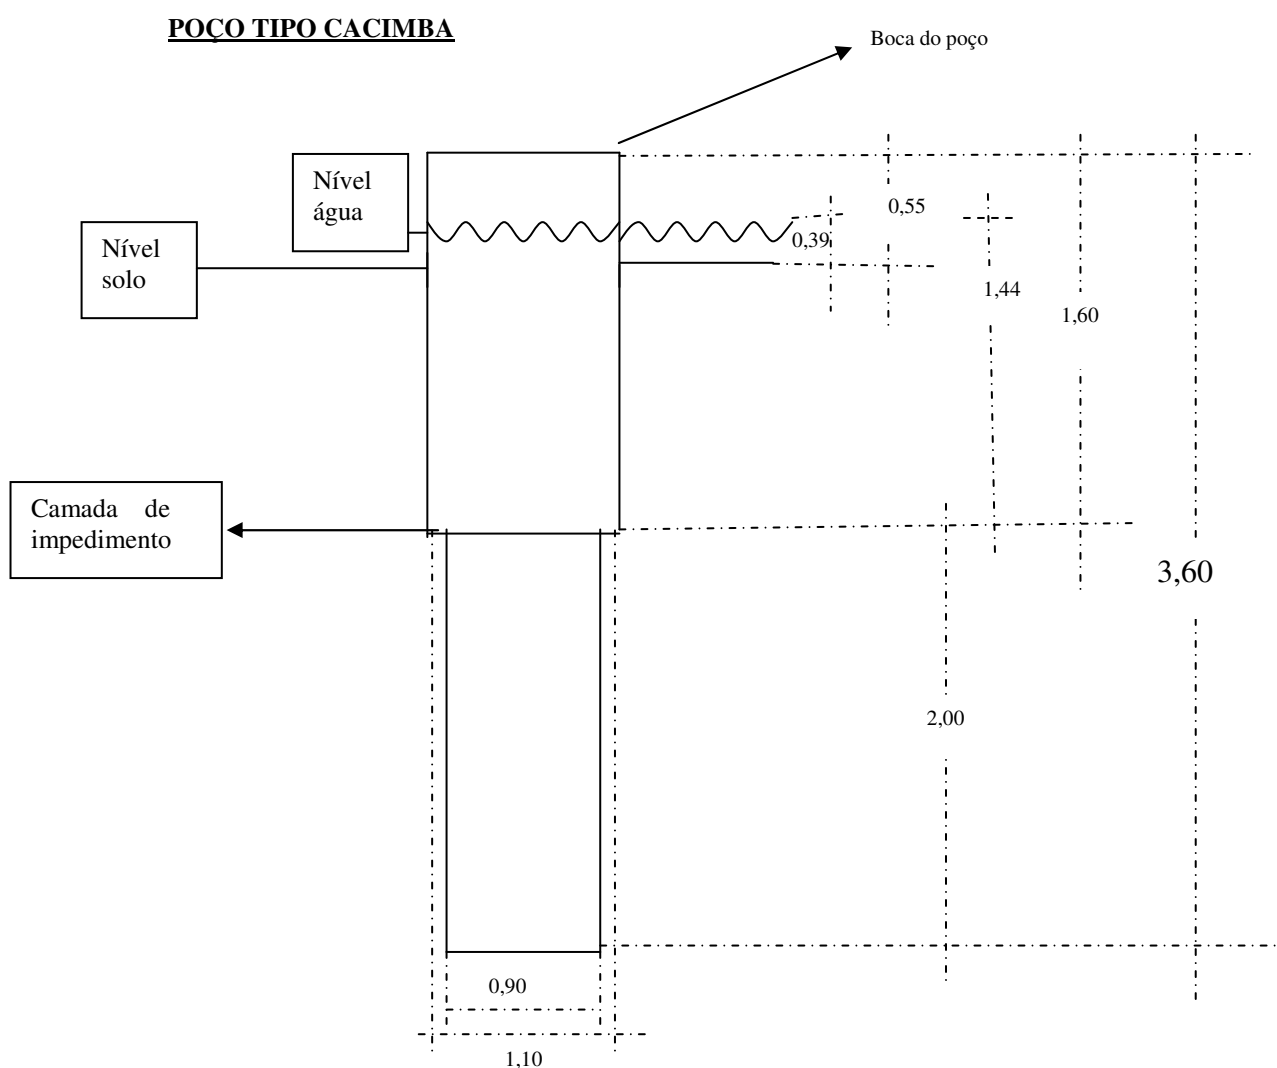 POÇO TIPO CACIMBA
Boca do poço
Nível
água
Nível
solo
0,55
0,39
1,44
1,60
Camada de
impedimento
3,60
2,00
0,90
1,10